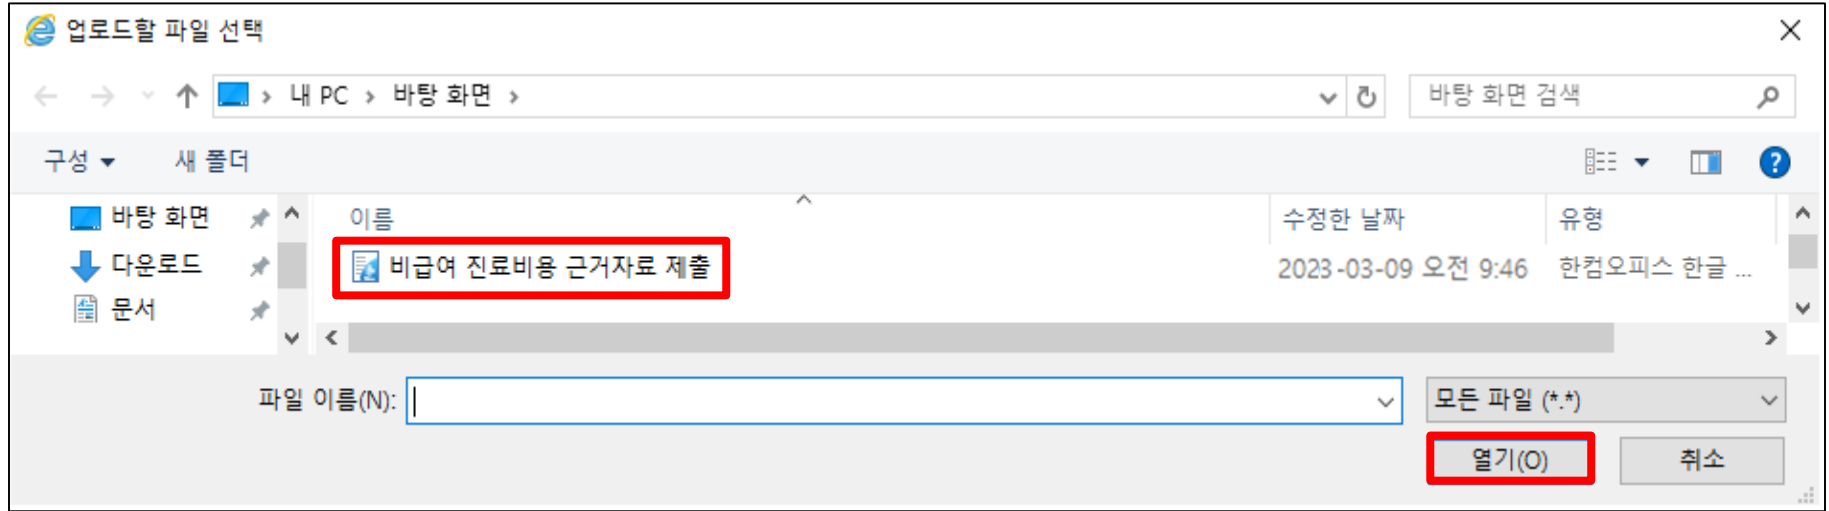 업로드할 파일 선택
내 PC › 바탕 화면 ›
바탕 화면 검색
구성
새 폴더
바탕 화면
다운로드
문서
이름
수정한 날짜
유형
비급여 진료비용 근거자료 제출
2023-03-09 오전 9:46
한컴오피스 한글 ...
파일 이름(N):
모든 파일 (*.*)
열기(O)
취소